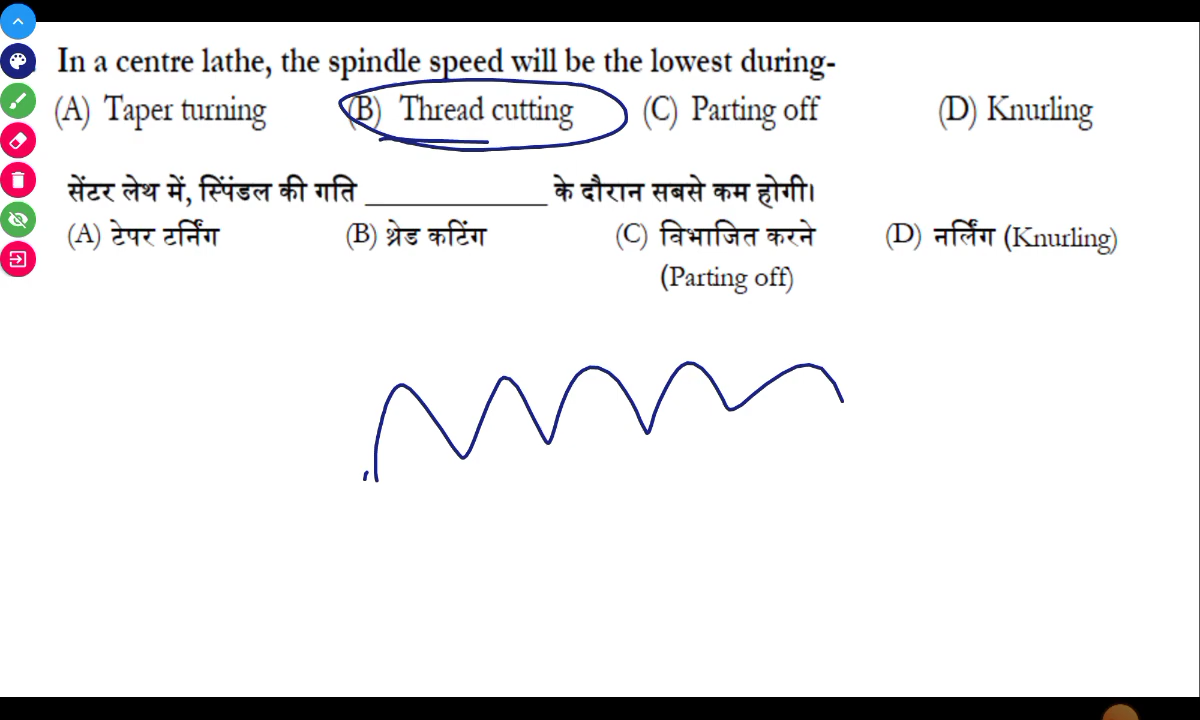 In a centre lathe, the spindle speed will be the lowest during-
(A) Taper turning (B) Thread cutting (C) Parting off (D) Knurling
सेंटर लेथ में, स्पिंडल की गति ____________ के दौरान सबसे कम होगी।
(A) टेपर टर्निंग (B) थ्रेड कटिंग (C) विभाजित करने (D) नर्लिंग (Knurling)
(Parting off)